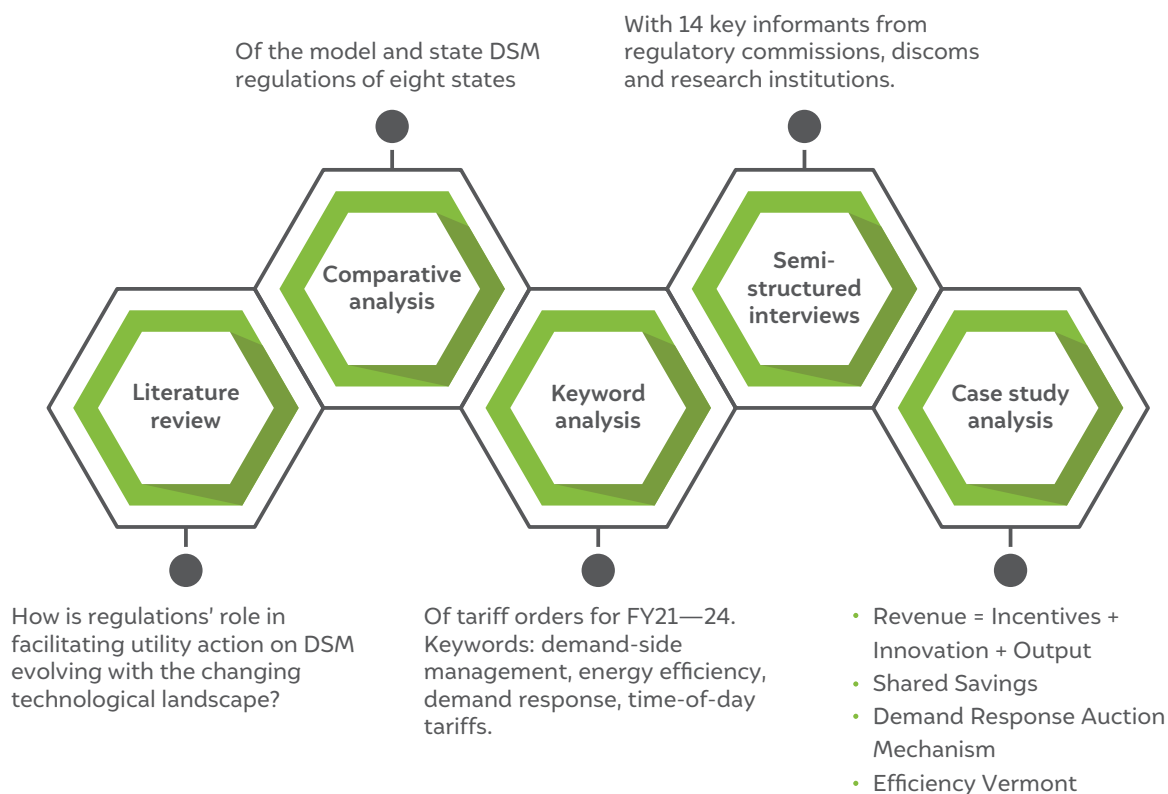 Of the model and state DSM
regulations of eight states
With 14 key informants from
regulatory commissions, discoms
and research institutions.
Comparative
analysis
Semi-
structured
interviews
Literature
review
Keyword
analysis
Case study
analysis
How is regulations' role in
facilitating utility action on DSM
evolving with the changing
technological landscape?
Of tariff orders for FY21—24.
Keywords: demand-side
management, energy efficiency,
demand response, time-of-day
tariffs.
• Revenue = Incentives +
Innovation + Output
• Shared Savings
• Demand Response Auction
Mechanism
• Efficiency Vermont